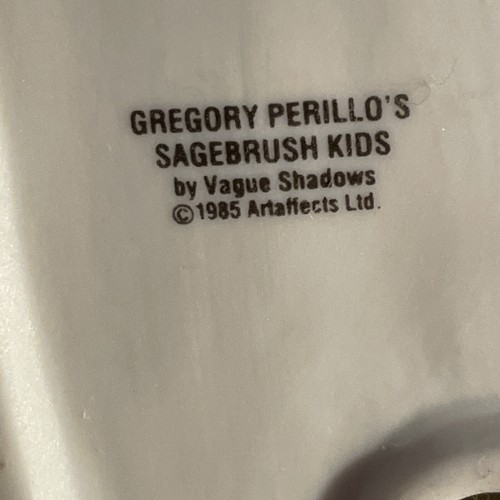 GREGORY PERILLO'S
SAGEBRUSH KIDS
by Vague Shadows
©1985 Artaffects Ltd.